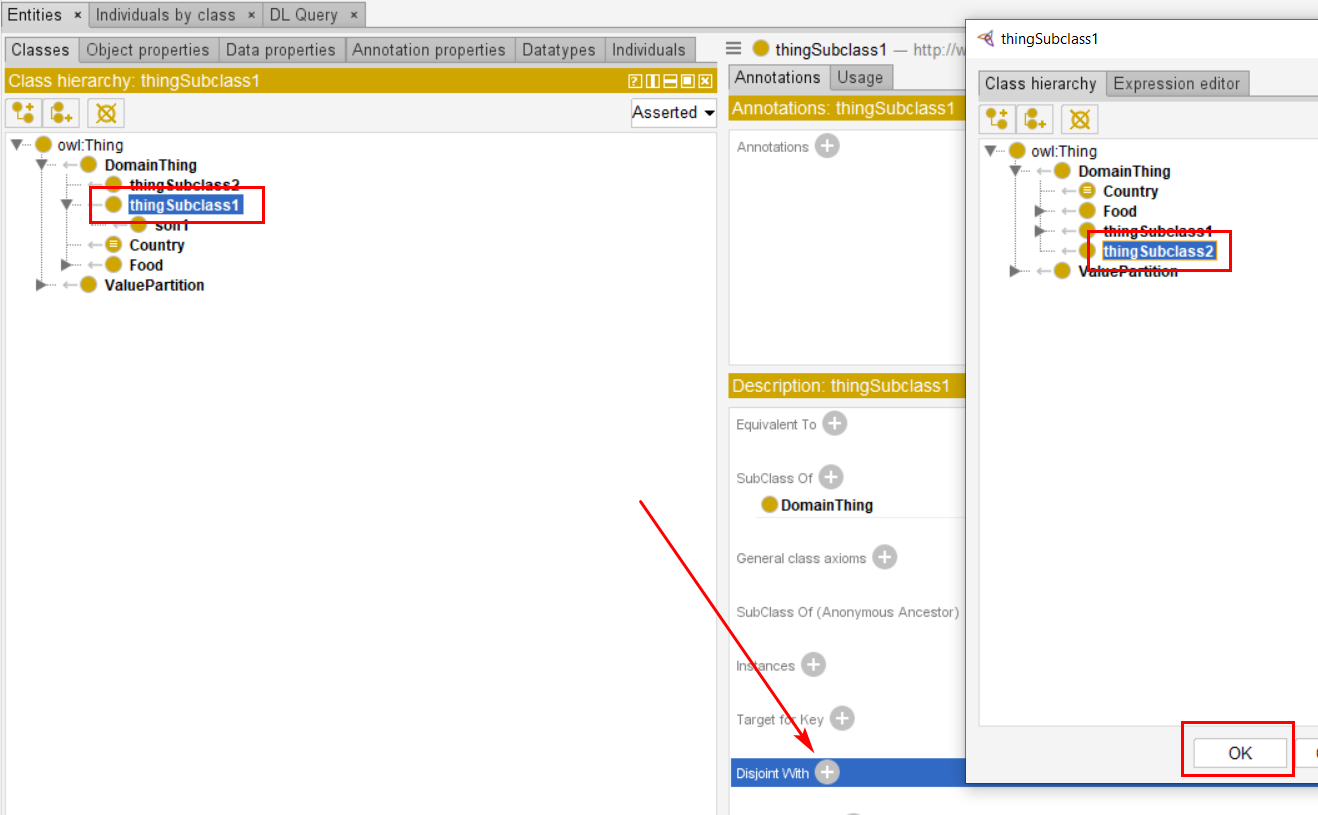 Entities × Individuals by class × DL Query ×
Classes Object properties Data properties Annotation properties Datatypes Individuals
Class hierarchy: thingSubclass1
Asserted
owl:Thing
DomainThing
thingSubclass2
thingSubclass1
son1
Country
Food
ValuePartition
thingSubclass1 — http://w
Annotations Usage
Annotations: thingSubclass1
Annotations
Description: thingSubclass1
Equivalent To
SubClass Of
DomainThing
General class axioms
SubClass Of (Anonymous Ancestor)
Instances
Target for Key
Disjoint With
thingSubclass1
Class hierarchy Expression editor
owl:Thing
DomainThing
Country
Food
thingSubclass1
thingSubclass2
ValuePartition
OK